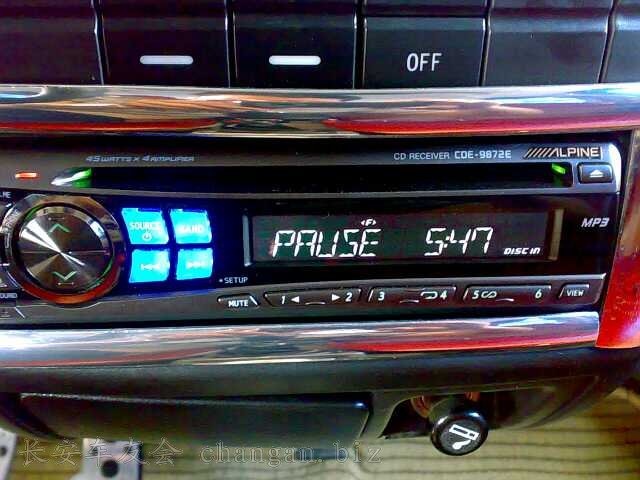 OFF
45 WATTS × 4 AMPLIFIER
CD RECEIVER CDE-9872E
ALPINE
SOURCE
BAND
PAUSE 5:47
DISC IN
MP3
SETUP
MUTE
1 2
3 4
5 6
VIEW
长安车友会 changan.biz